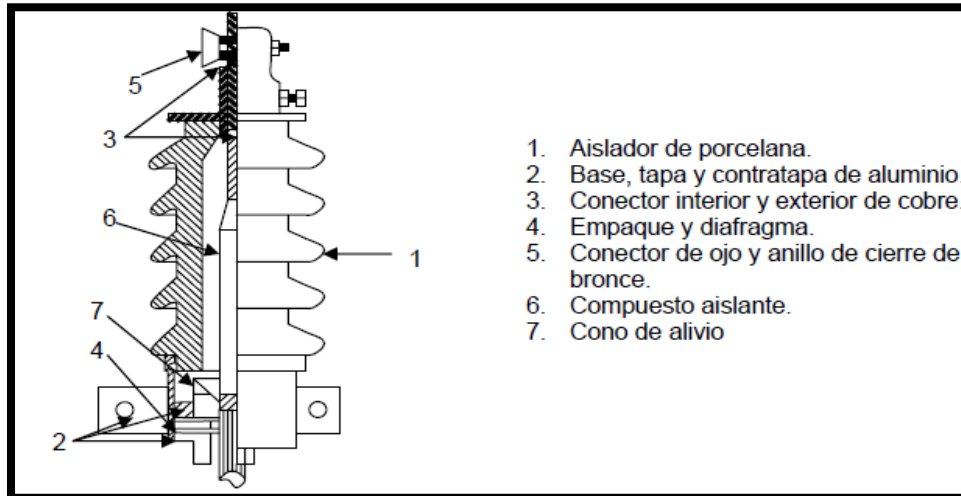 5
3
6
1
7
4
2
1. Aislador de porcelana.
2. Base, tapa y contratapa de aluminio.
3. Conector interior y exterior de cobre.
4. Empaque y diafragma.
5. Conector de ojo y anillo de cierre de
bronce.
6. Compuesto aislante.
7. Cono de alivio